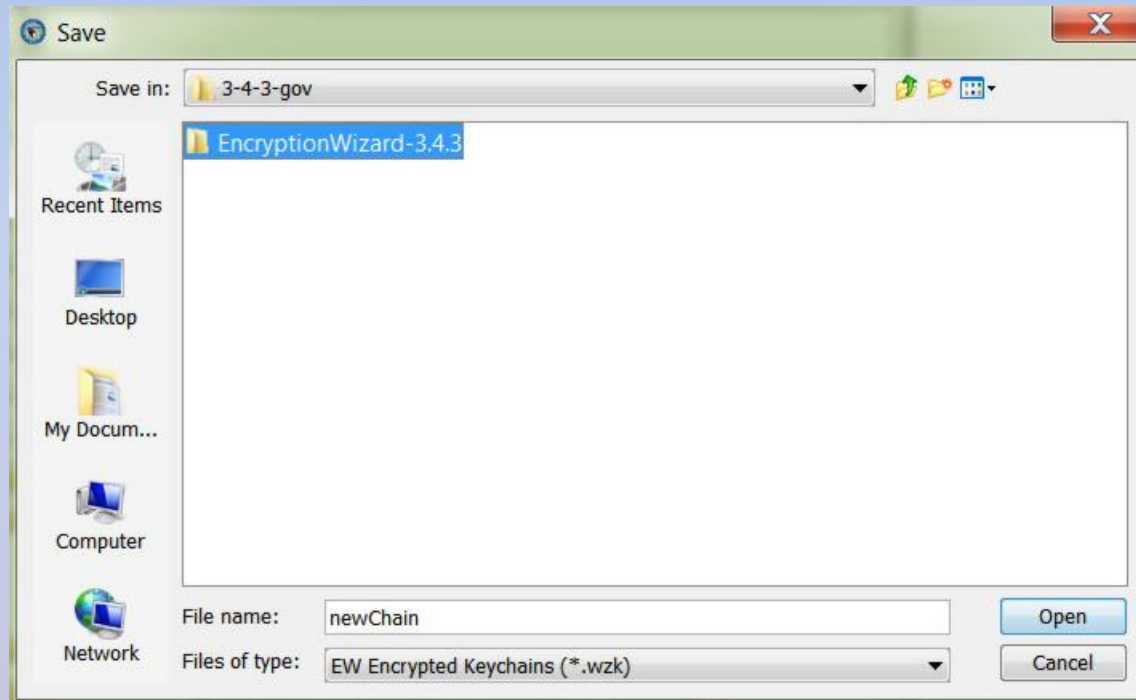 Save
Save in:
3-4-3-gov
EncryptionWizard-3.4.3
Recent Items
Desktop
My Docum...
Computer
Network
File name:
newChain
Open
Files of type:
EW Encrypted Keychains (*.wzk)
Cancel